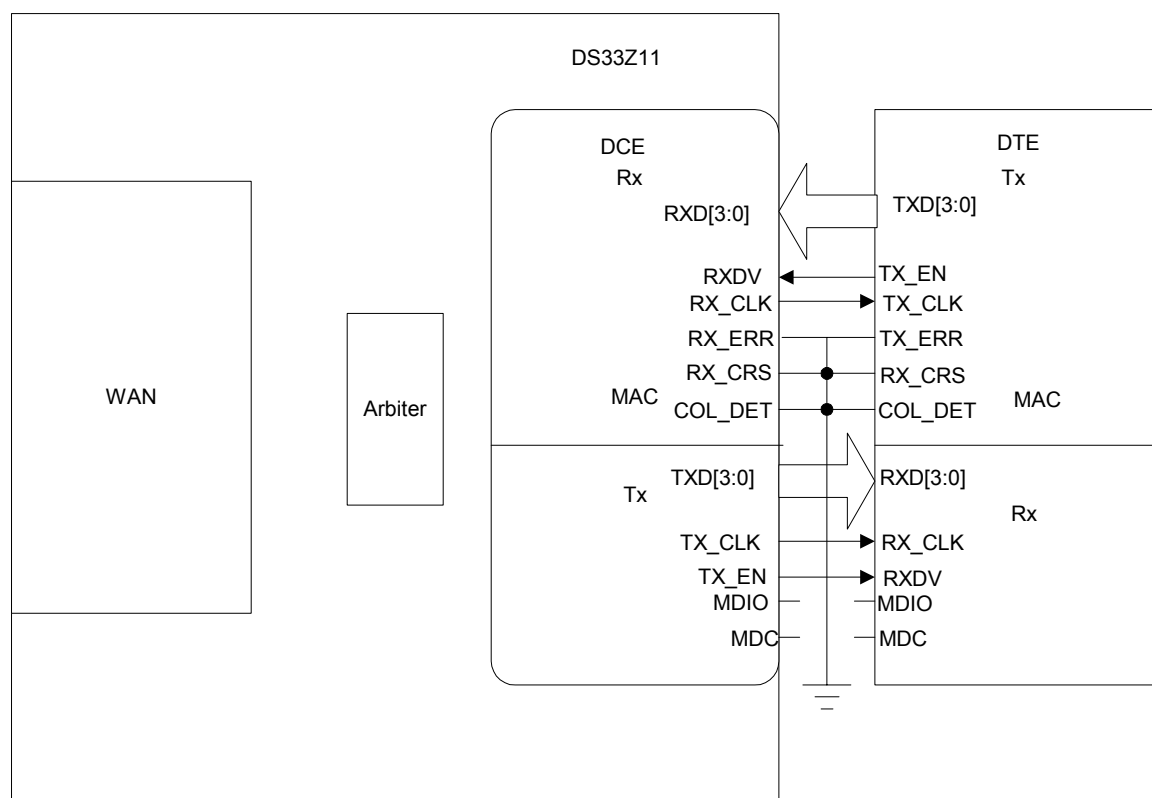 DS33Z11
DCE
Rx
RXD[3:0]
RXDV
RX_CLK
RX_ERR
RX_CRS
MAC
COL_DET
DTE
Tx
TXD[3:0]
TX_EN
TX_CLK
TX_ERR
RX_CRS
MAC
COL_DET
WAN
Arbiter
TXD[3:0]
Tx
TX_CLK
TX_EN
MDIO
MDC
RXD[3:0]
Rx
RX_CLK
RXDV
MDIO
MDC